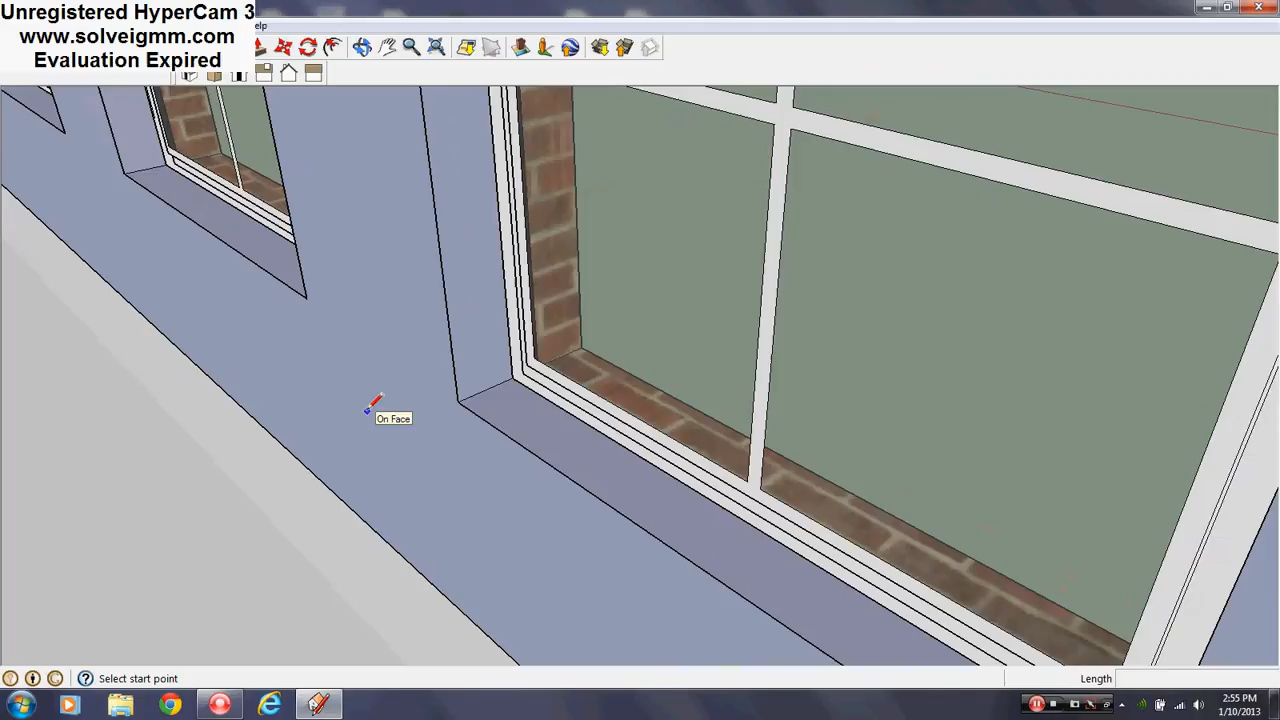 Unregistered HyperCam 3
www.solveigmm.com
Evaluation Expired
elp
On Face
Select start point
Length
2:55 PM
1/10/2013